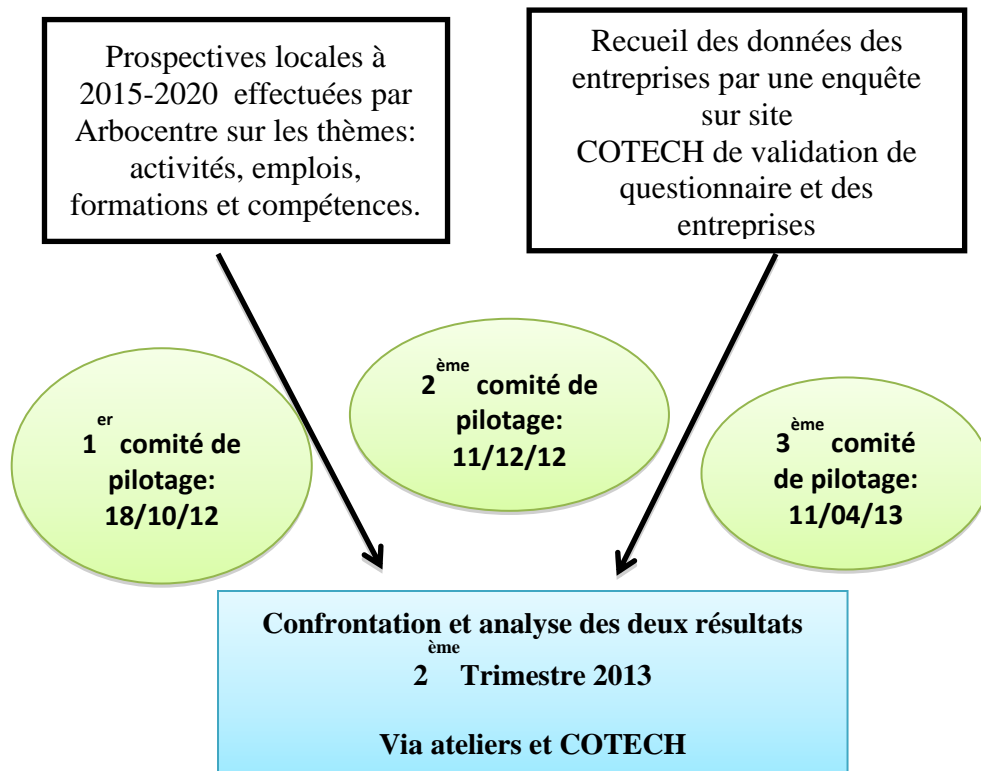 Prospectives locales à
2015-2020 effectuées par
Arbocentre sur les thèmes:
activités, emplois,
formations et compétences.
Recueil des données des
entreprises par une enquête
sur site
COTECH de validation de
questionnaire et des
entreprises
1er comité de
pilotage:
18/10/12
2ème comité de
pilotage:
11/12/12
3ème comité
de pilotage:
11/04/13
Confrontation et analyse des deux résultats
2ème Trimestre 2013
Via ateliers et COTECH